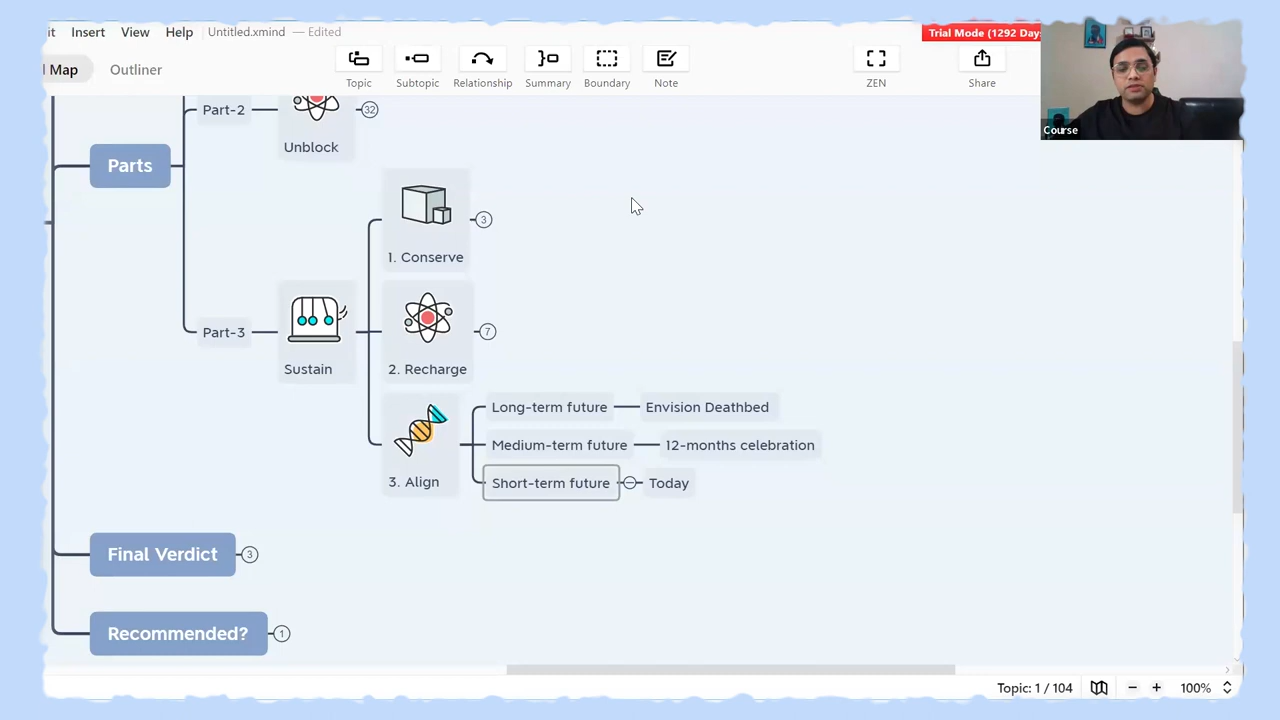 it Insert View Help Untitled.xmind — Edited
Trial Mode (1292 Days
l Map Outliner
Topic Subtopic Relationship Summary Boundary Note ZEN Share
Course
Part-2 32
Unblock
Parts
3
1. Conserve
Part-3
Sustain
7
2. Recharge
Long-term future Envision Deathbed
Medium-term future 12-months celebration
3. Align
Short-term future Today
Final Verdict 3
Recommended? 1
Topic: 1 / 104 100%